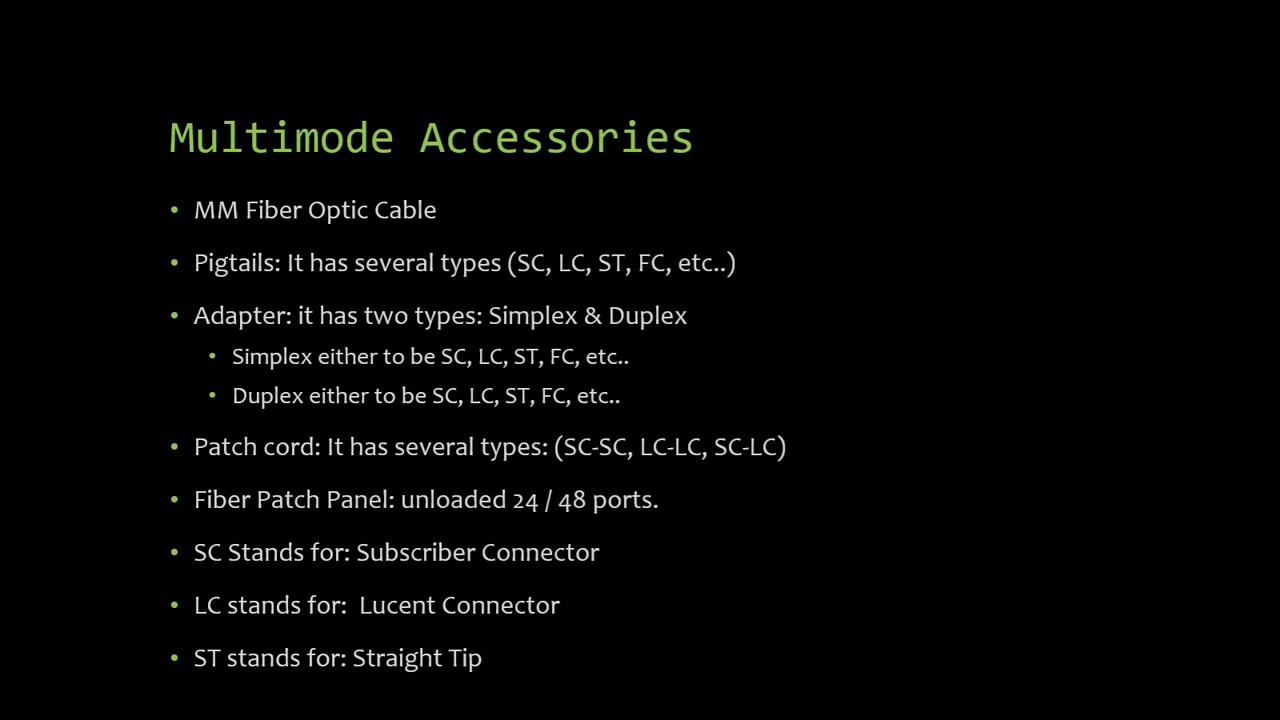 Multimode Accessories
• MM Fiber Optic Cable
• Pigtails: It has several types (SC, LC, ST, FC, etc..)
• Adapter: it has two types: Simplex & Duplex
• Simplex either to be SC, LC, ST, FC, etc..
• Duplex either to be SC, LC, ST, FC, etc..
• Patch cord: It has several types: (SC-SC, LC-LC, SC-LC)
• Fiber Patch Panel: unloaded 24 / 48 ports.
• SC Stands for: Subscriber Connector
• LC stands for:  Lucent Connector
• ST stands for: Straight Tip